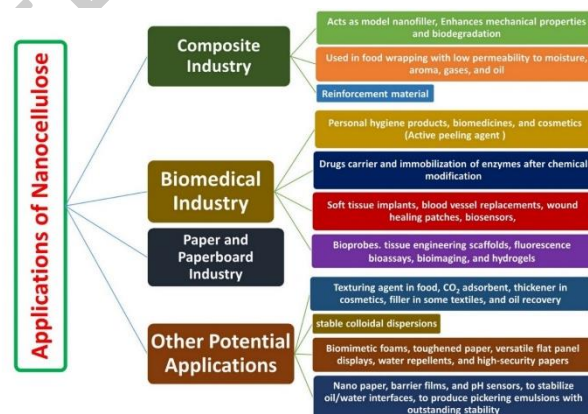 Applications of Nanocellulose
Composite
Industry
Acts as model nanofiller, Enhances mechanical properties
and biodegradation
Used in food wrapping with low permeability to moisture,
aroma, gases, and oil
Reinforcement material
Biomedical
Industry
Personal hygiene products, biomedicines, and cosmetics
(Active peeling agent )
Drugs carrier and immobilization of enzymes after chemical
modification
Soft tissue implants, blood vessel replacements, wound
healing patches, biosensors,
Bioprobes. tissue engineering scaffolds, fluorescence
bioassays, bioimaging, and hydrogels
Paper and
Paperboard
Industry
Other Potential
Applications
Texturing agent in food, CO₂ adsorbent, thickener in
cosmetics, filler in some textiles, and oil recovery
stable colloidal dispersions
Biomimetic foams, toughened paper, versatile flat panel
displays, water repellents, and high-security papers
Nano paper, barrier films, and pH sensors, to stabilize
oil/water interfaces, to produce pickering emulsions with
outstanding stability